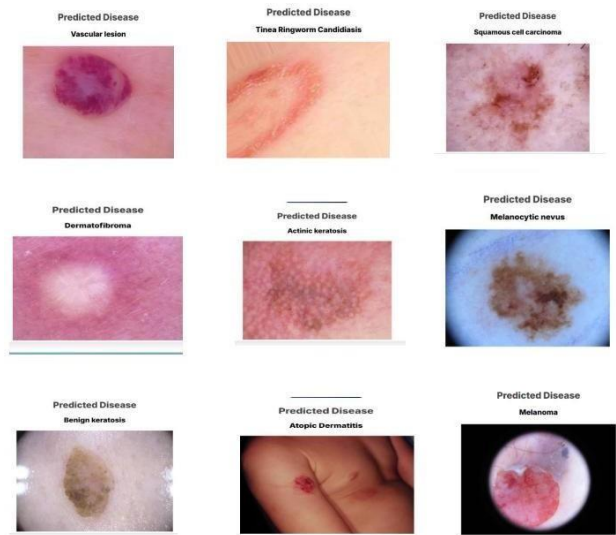 Predicted Disease
Vascular lesion
Predicted Disease
Tinea Ringworm Candidiasis
Predicted Disease
Squamous cell carcinoma
Predicted Disease
Dermatofibroma
Predicted Disease
Actinic keratosis
Predicted Disease
Melanocytic nevus
Predicted Disease
Benign keratosis
Predicted Disease
Atopic Dermatitis
Predicted Disease
Melanoma